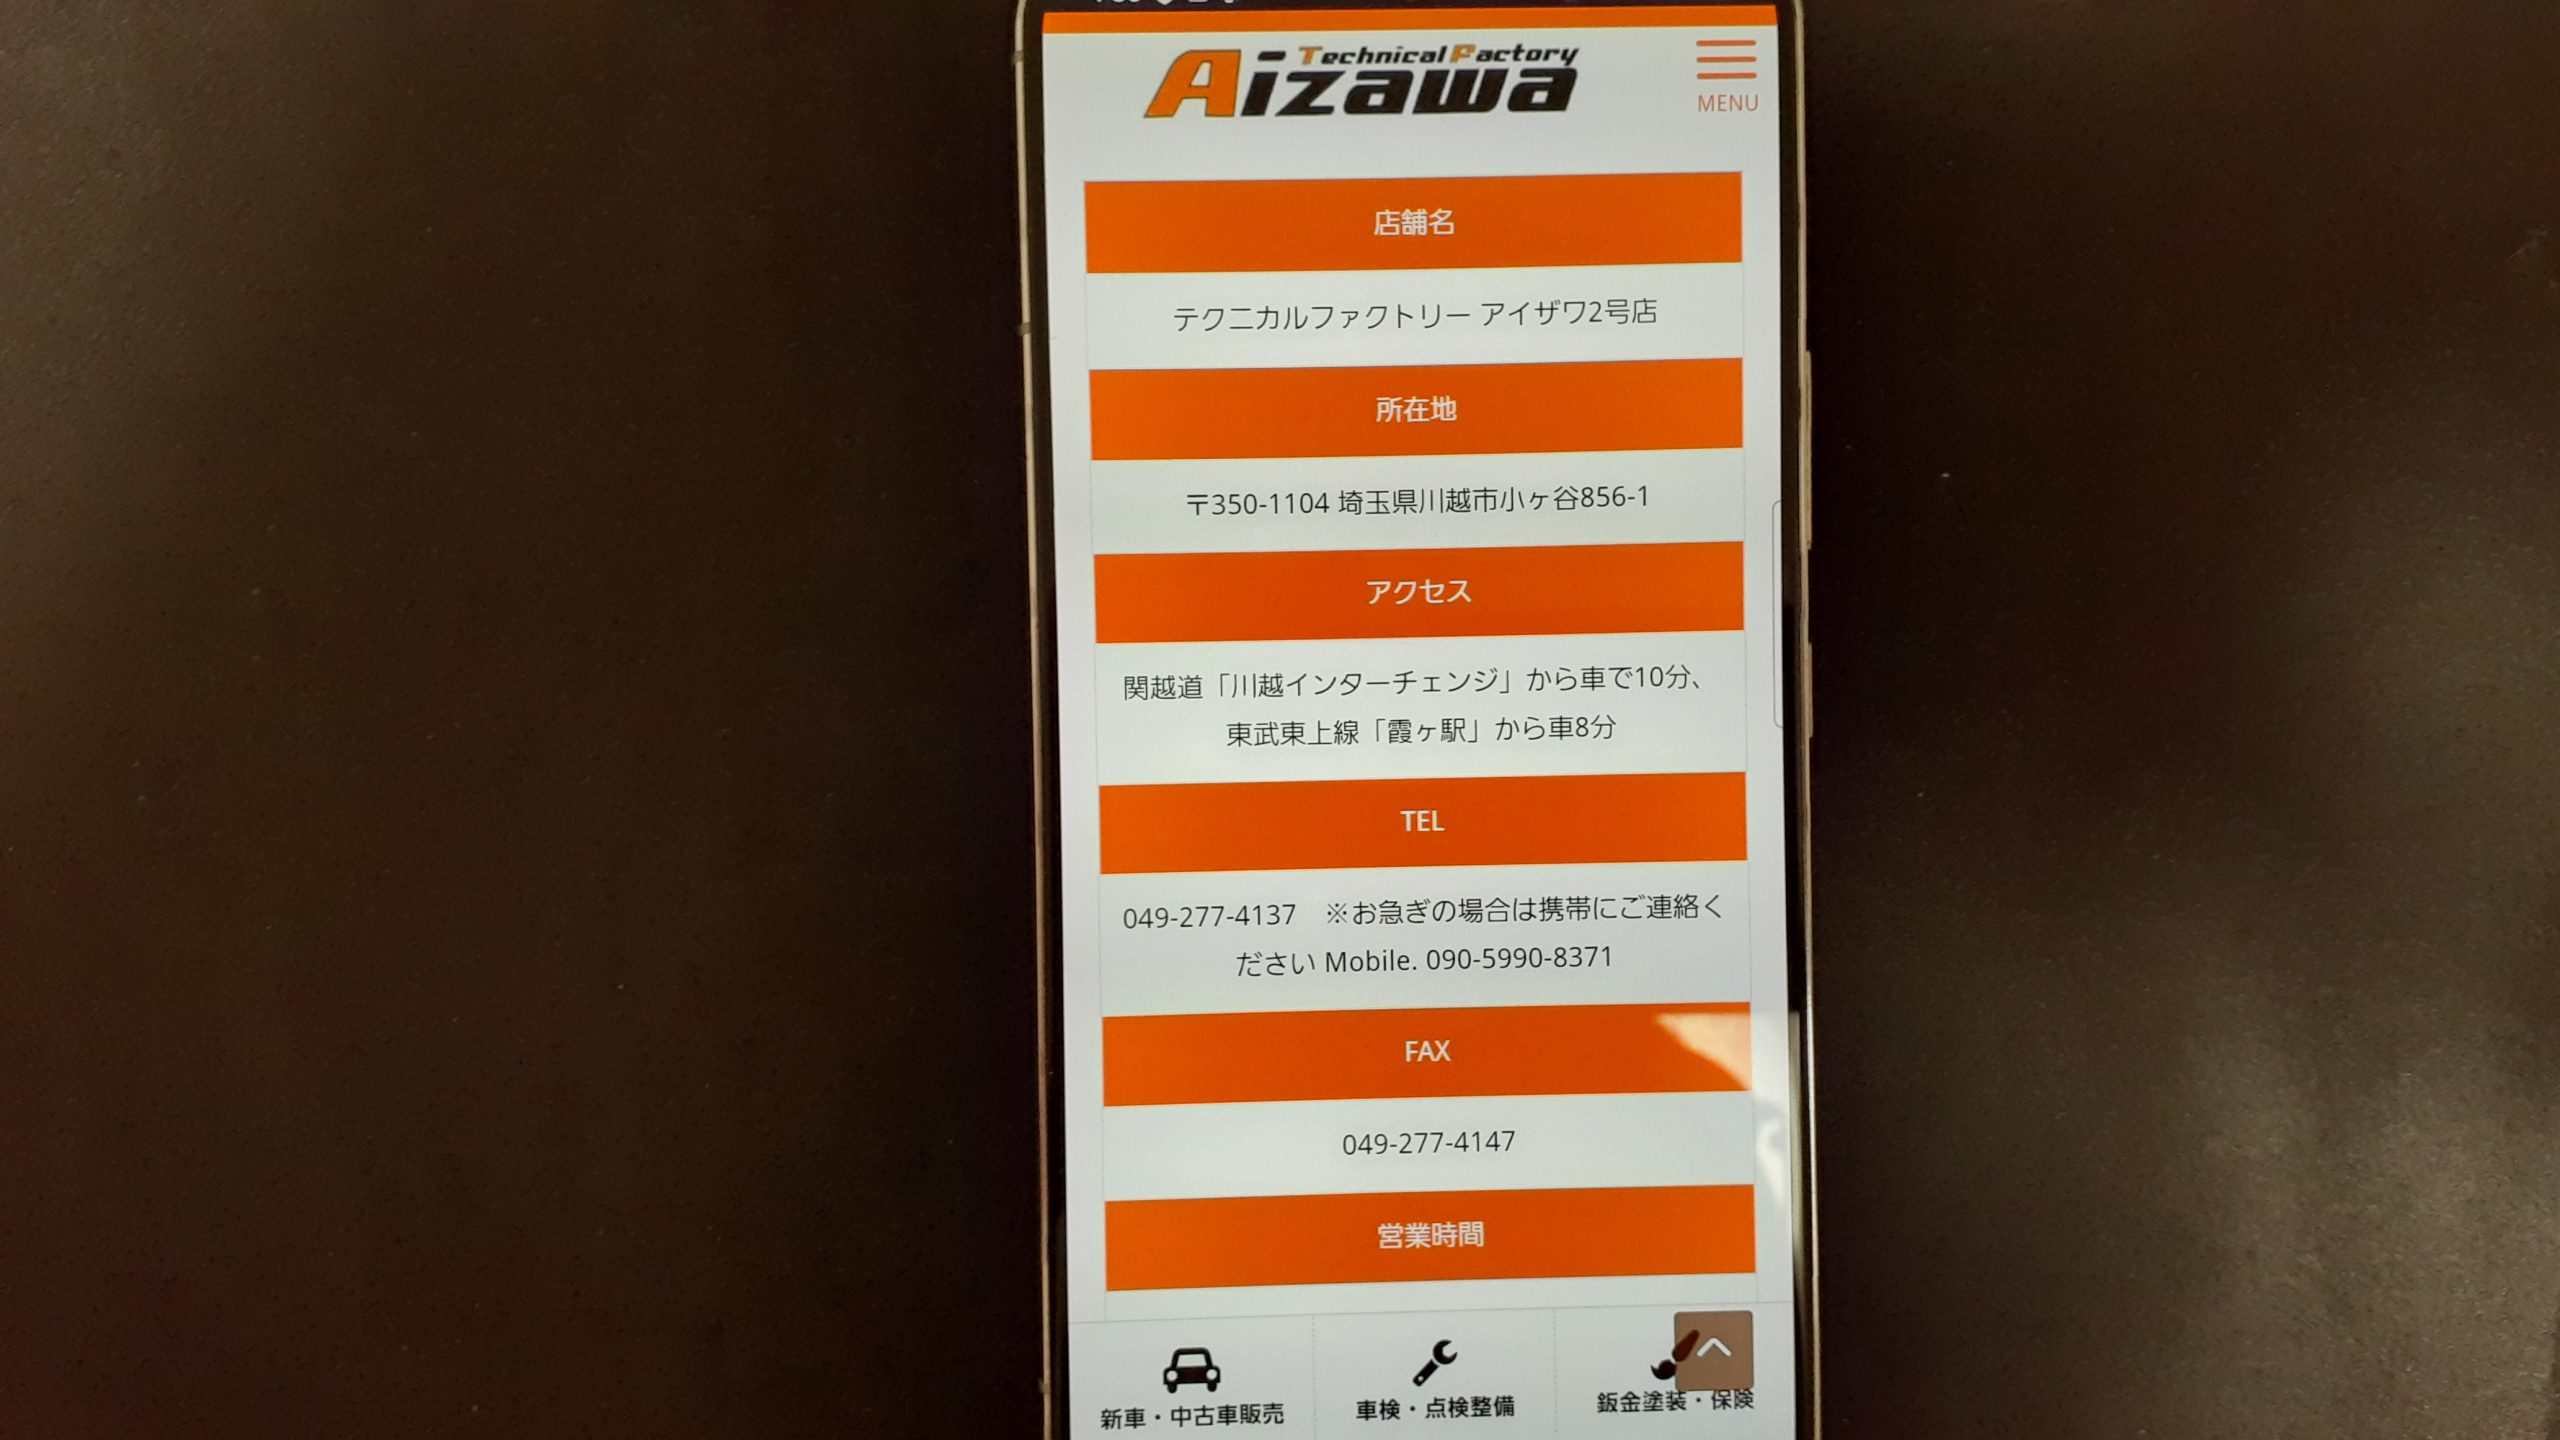 Technical Factory
Aizawa
MENU
店舗名
テクニカルファクトリー アイザワ2号店
所在地
〒350-1104 埼玉県川越市小ヶ谷856-1
アクセス
関越道「川越インターチェンジ」から車で10分、
東武東上線「霞ヶ駅」から車8分
TEL
049-277-4137　※お急ぎの場合は携帯にご連絡く
ださい Mobile. 090-5990-8371
FAX
049-277-4147
営業時間
新車・中古車販売
車検・点検整備
鈑金塗装・保険